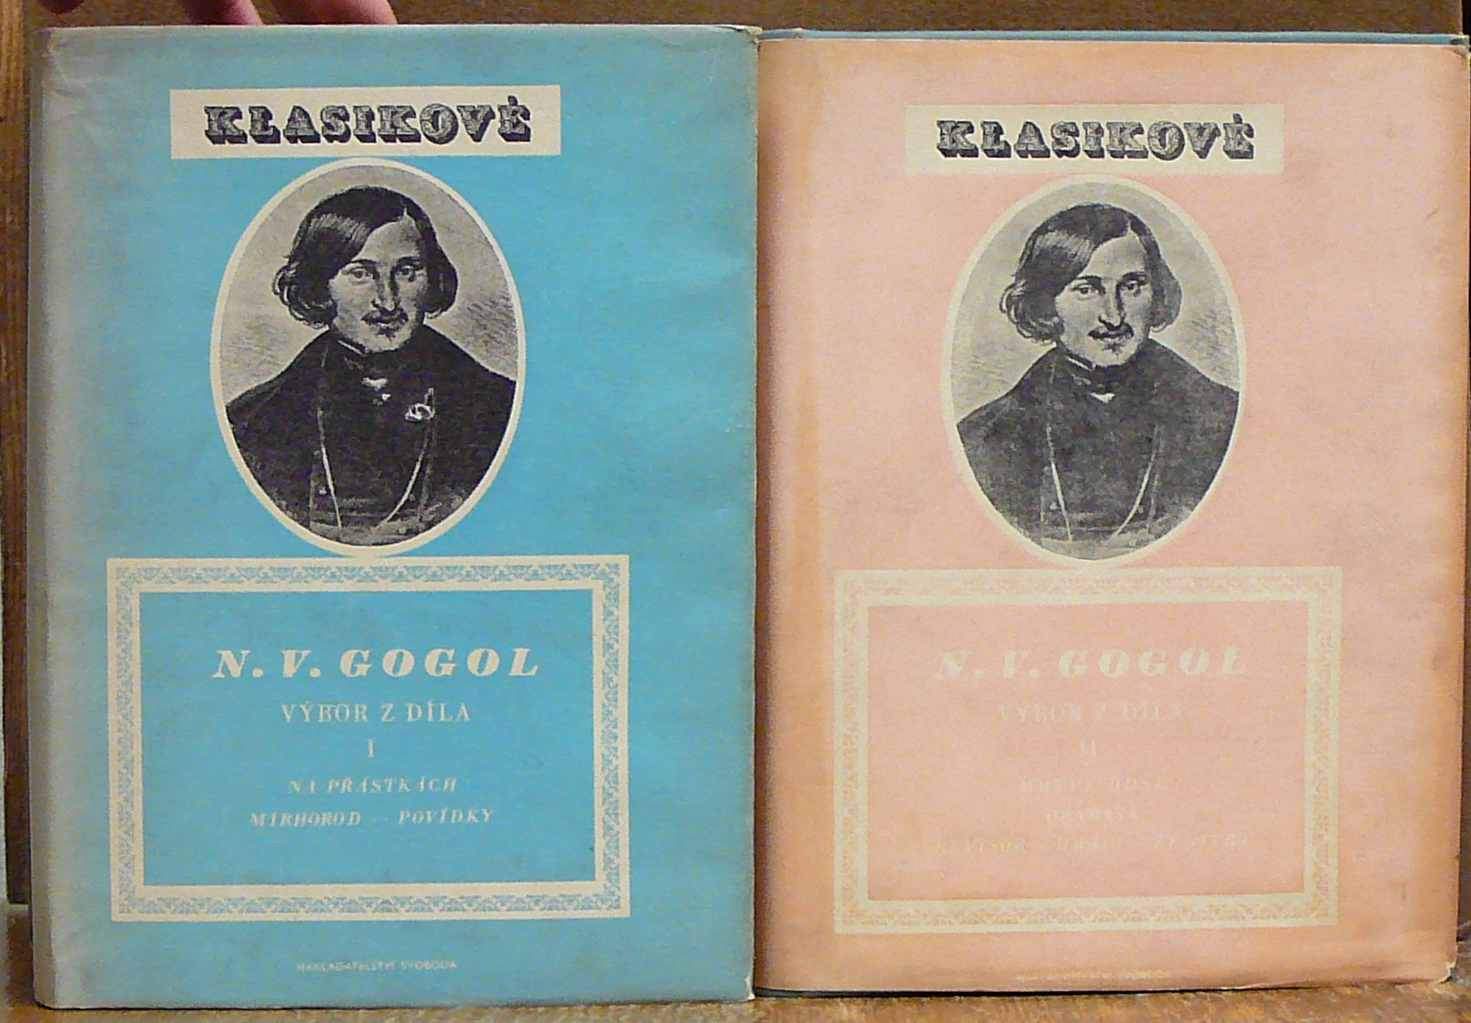 KLASIKOVÉ
N. V. GOGOL
VÝBOR Z DÍLA
I
NA PŘÁSTKÁCH
MIRHOROD – POVÍDKY
NAKLADATELSTVÍ SVOBODA
KLASIKOVÉ
N. V. GOGOL
VÝBOR Z DÍLA
II